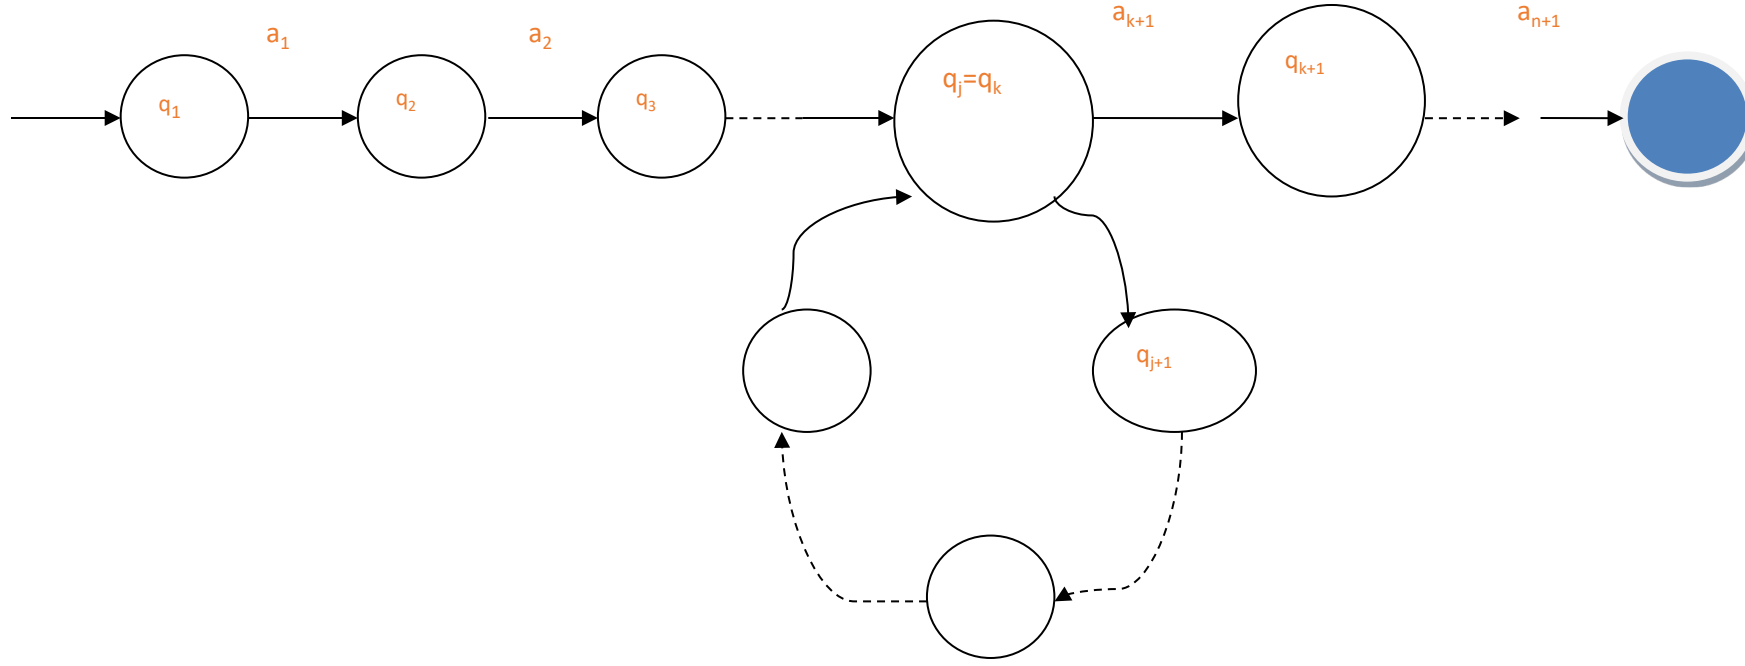 a₁
a₂
aₖ₊₁
aₙ₊₁
q₁
q₂
q₃
qⱼ=qₖ
qₖ₊₁
qⱼ₊₁